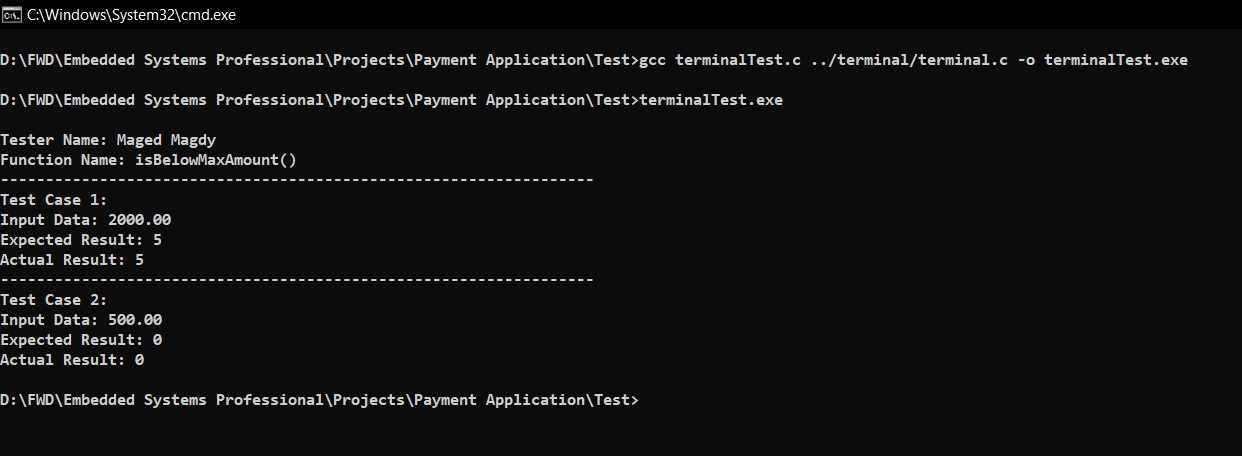 C:\Windows\System32\cmd.exe
D:\FWD\Embedded Systems Professional\Projects\Payment Application\Test>gcc terminalTest.c ../terminal/terminal.c -o terminalTest.exe
D:\FWD\Embedded Systems Professional\Projects\Payment Application\Test>terminalTest.exe
Tester Name: Maged Magdy
Function Name: isBelowMaxAmount()
------------------------------------------------------------------
Test Case 1:
Input Data: 2000.00
Expected Result: 5
Actual Result: 5
------------------------------------------------------------------
Test Case 2:
Input Data: 500.00
Expected Result: 0
Actual Result: 0
D:\FWD\Embedded Systems Professional\Projects\Payment Application\Test>